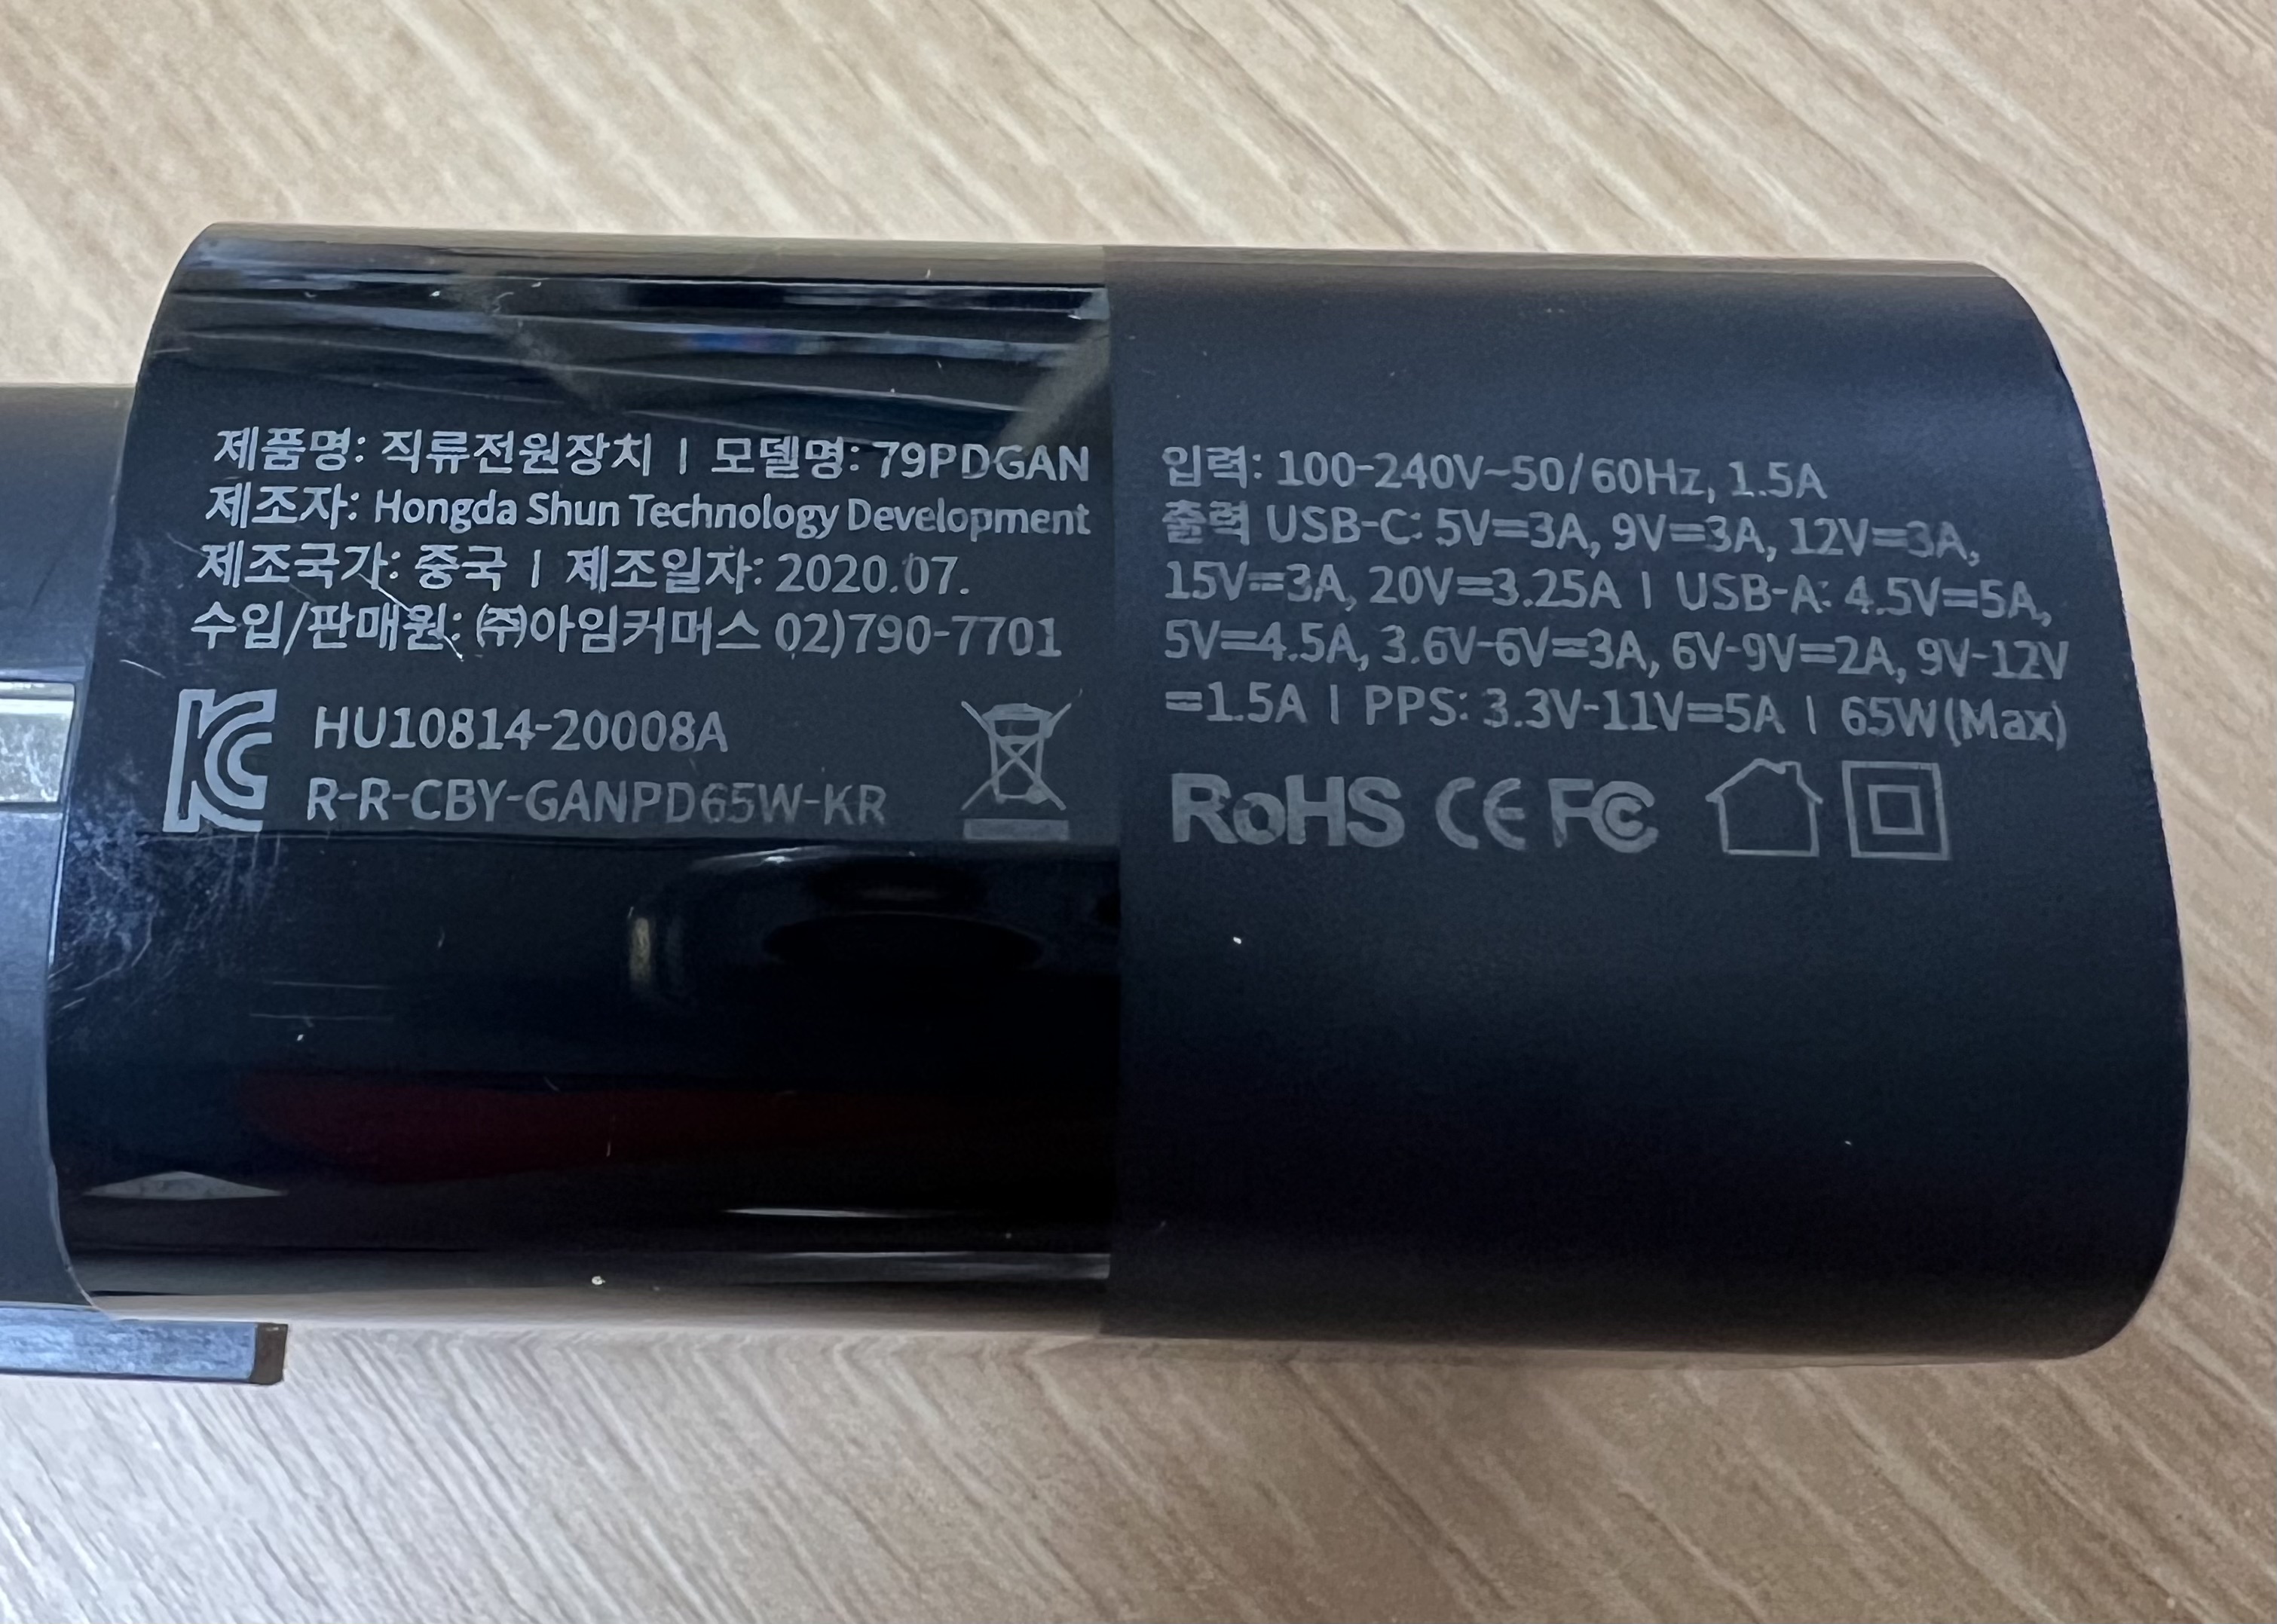 제품명: 직류전원장치 | 모델명: 79PDGAN
제조자: Hongda Shun Technology Development
제조국가: 중국 | 제조일자: 2020.07.
수입/판매원: ㈜아임커머스 02)790-7701
HU10814-20008A
R-R-CBY-GANPD65W-KR
입력: 100-240V~50/60Hz, 1.5A
출력 USB-C: 5V=3A, 9V=3A, 12V=3A,
15V=3A, 20V=3.25A | USB-A: 4.5V=5A,
5V=4.5A, 3.6V-6V=3A, 6V-9V=2A, 9V-12V
=1.5A | PPS: 3.3V-11V=5A | 65W(Max)
RoHS CE FC